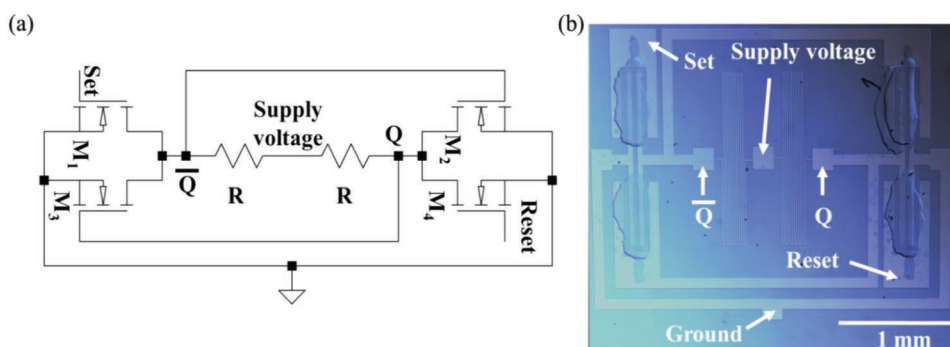 (a)
Set
M1
M3
Q
Supply
voltage
R
R
Q
M2
M4
Reset
(b)
Set
Supply voltage
Q
Q
Reset
Ground
1 mm